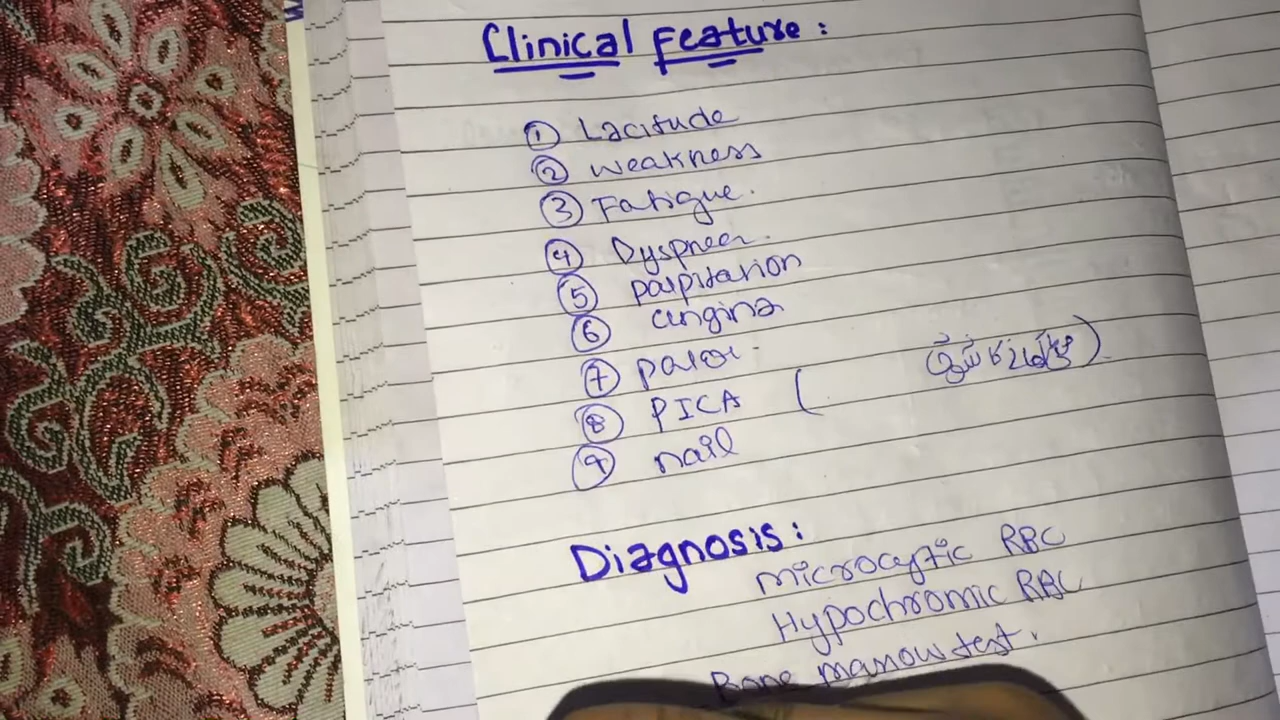 Clinical Feature:
① Lacitude
② weakness
③ Fatigue.
④ Dyspneea.
⑤ palpitation
⑥ angina
⑦ palor
⑧ PICA ( )
⑨ nail
Diagnosis:
microcytic RBC
Hypochromic RBC
Bone marrow test.